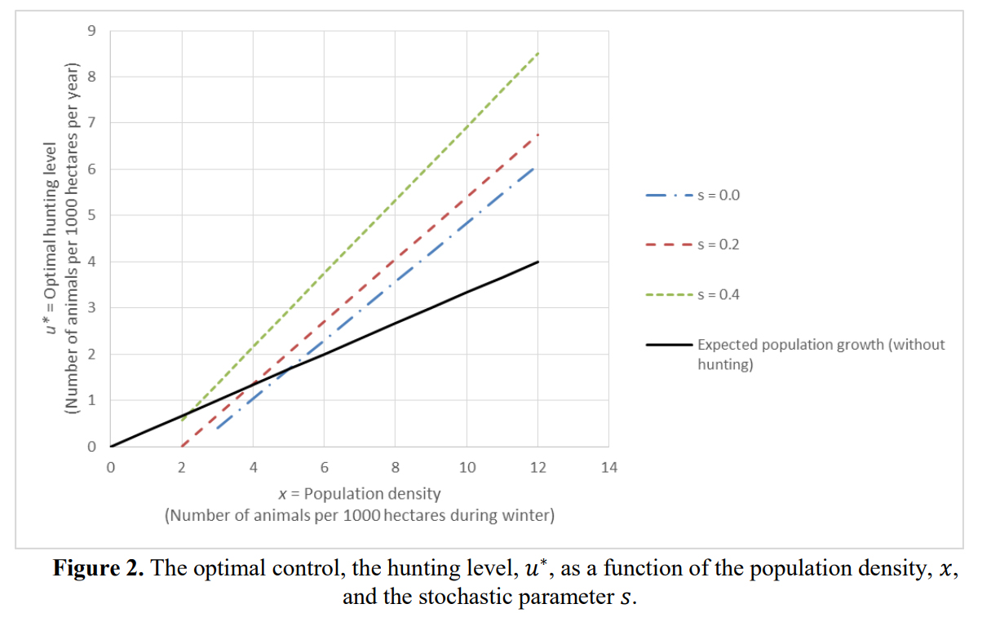 9
8
7
6
5
4
3
2
1
0
u* = Optimal hunting level
(Number of animals per 1000 hectares per year)
0 2 4 6 8 10 12 14
x = Population density
(Number of animals per 1000 hectares during winter)
s = 0.0
s = 0.2
s = 0.4
Expected population growth (without
hunting)
Figure 2. The optimal control, the hunting level, u*, as a function of the population density, x,
and the stochastic parameter s.